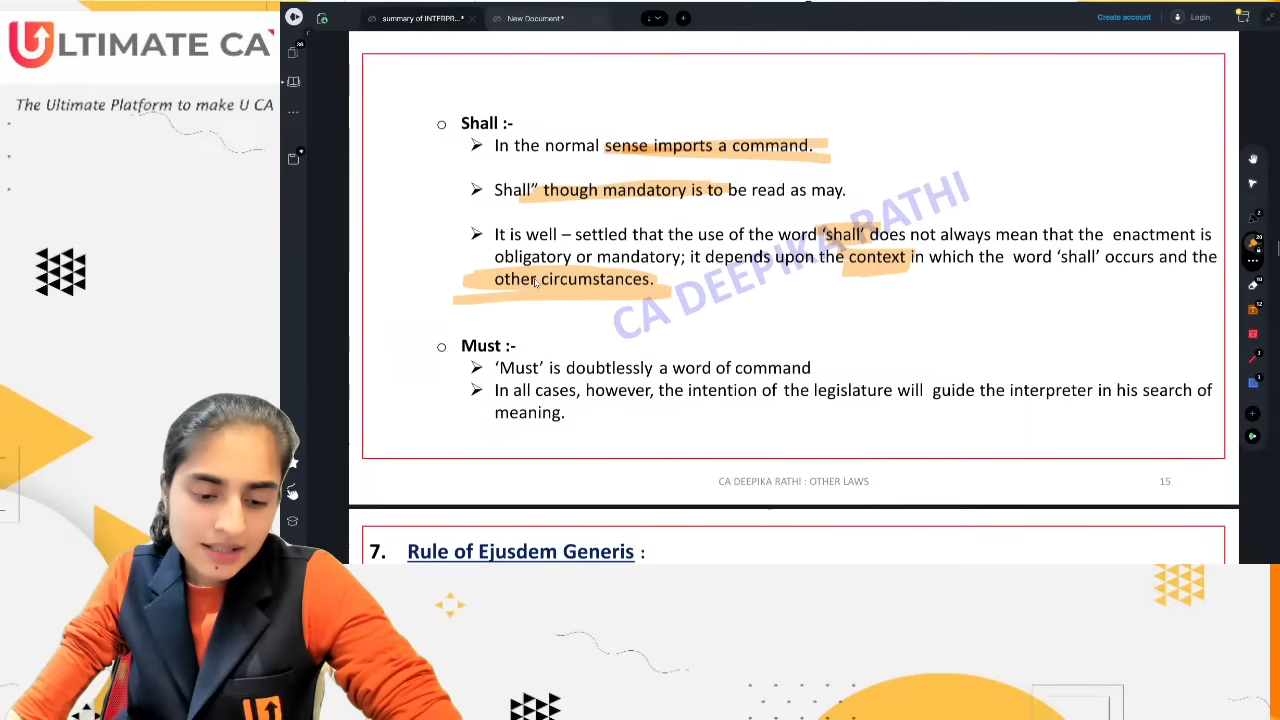 ULTIMATE CA
The Ultimate Platform to make U CA
summary of INTERPR...*
New Document*
Create account
Login
Shall :-
In the normal sense imports a command.
Shall” though mandatory is to be read as may.
It is well – settled that the use of the word ‘shall’ does not always mean that the enactment is
obligatory or mandatory; it depends upon the context in which the word ‘shall’ occurs and the
other circumstances.
CA DEEPIKA RATHI
Must :-
‘Must’ is doubtlessly a word of command
In all cases, however, the intention of the legislature will guide the interpreter in his search of
meaning.
CA DEEPIKA RATHI : OTHER LAWS
15
7. Rule of Ejusdem Generis :